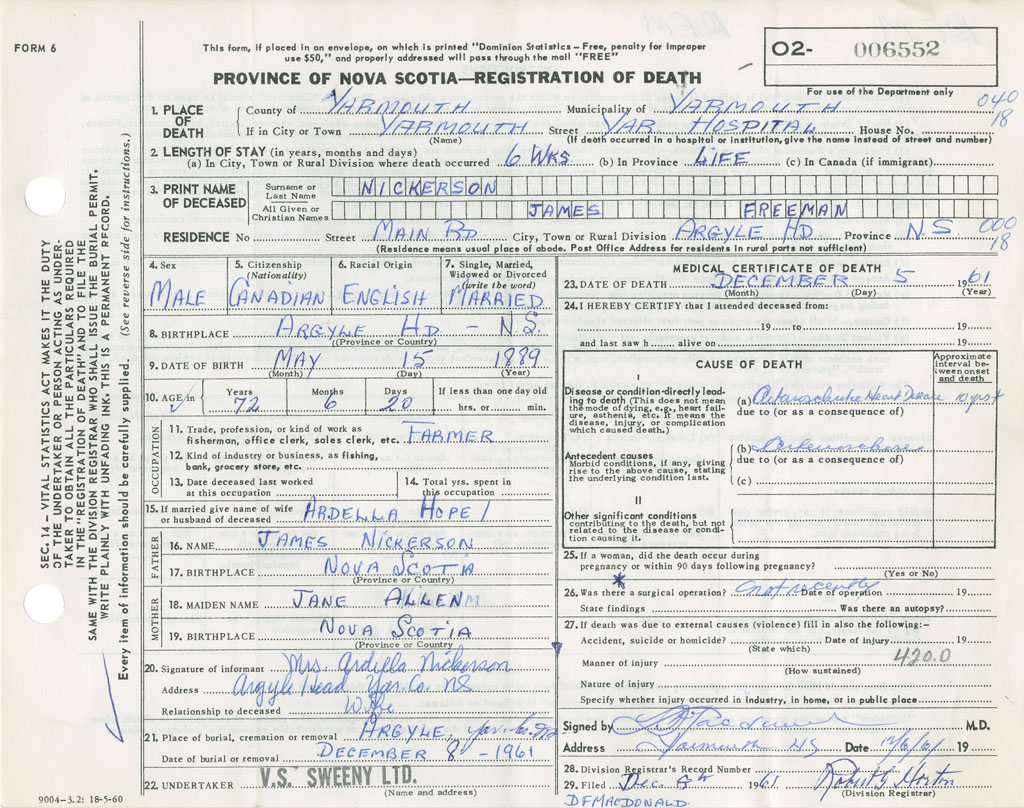 FORM 6
This form, if placed in an envelope, on which is printed "Dominion Statistics – Free, penalty for improper
use $50," and properly addressed will pass through the mail "FREE"
PROVINCE OF NOVA SCOTIA—REGISTRATION OF DEATH
O2- 006552
For use of the Department only
040
18
1. PLACE OF DEATH
County of YARMOUTH Municipality of YARMOUTH
If in City or Town YARMOUTH Street YAR HOSPITAL House No.
(Name) (If death occurred in a hospital or institution, give the name instead of street and number)
2. LENGTH OF STAY (in years, months and days)
(a) In City, Town or Rural Division where death occurred 6 WKS (b) In Province LIFE (c) In Canada (if immigrant)
3. PRINT NAME OF DECEASED
Surname or Last Name NICKERSON
All Given or Christian Names JAMES FREEMAN
RESIDENCE No Street MAIN RD City, Town or Rural Division ARGYLE HD Province N.S. 000
18
(Residence means usual place of abode. Post Office Address for residents in rural parts not sufficient)
4. Sex MALE
5. Citizenship (Nationality) CANADIAN
6. Racial Origin ENGLISH
7. Single, Married, Widowed or Divorced (write the word) MARRIED
8. BIRTHPLACE ARGYLE HD - N.S.
(Province or Country)
9. DATE OF BIRTH MAY 15 1889
(Month) (Day) (Year)
10. AGE in Years 72 Months 6 Days 20 If less than one day old
hrs. or min.
OCCUPATION
11. Trade, profession, or kind of work as
fisherman, office clerk, sales clerk, etc. FARMER
12. Kind of industry or business, as fishing,
bank, grocery store, etc.
13. Date deceased last worked
at this occupation
14. Total yrs. spent in
this occupation
15. If married give name of wife
or husband of deceased ARDELLA HOPE
FATHER
16. NAME JAMES NICKERSON
17. BIRTHPLACE NOVA SCOTIA
(Province or Country)
MOTHER
18. MAIDEN NAME JANE ALLEN
19. BIRTHPLACE NOVA SCOTIA
(Province or Country)
20. Signature of informant Mrs. Ardella Nickerson
Address Argyle Head Yar. Co. NS
Relationship to deceased Wife
21. Place of burial, cremation or removal ARGYLE, Yar. Co. NS
Date of burial or removal DECEMBER 8 - 1961
22. UNDERTAKER V.S. SWEENY LTD.
(Name and address)
9004-3.2: 18-5-60
MEDICAL CERTIFICATE OF DEATH
23. DATE OF DEATH DECEMBER 5 1961
(Month) (Day) (Year)
24. I HEREBY CERTIFY that I attended deceased from:
19 to 19
and last saw h alive on 19
CAUSE OF DEATH
Approximate interval between onset and death
I
Disease or condition directly leading to death (This does not mean
the mode of dying, e.g., heart failure, asthenia, etc. It means the
disease, injury, or complication
which caused death.)
(a) Heart Disease 10 yrs
due to (or as a consequence of)
Antecedent causes
Morbid conditions, if any, giving
rise to the above cause, stating
the underlying condition last.
(b)
due to (or as a consequence of)
(c)
II
Other significant conditions
contributing to the death, but not
related to the disease or condition causing it.
25. If a woman, did the death occur during
pregnancy or within 90 days following pregnancy?
(Yes or No)
26. Was there a surgical operation? not recently Date of operation 19
State findings Was there an autopsy?
27. If death was due to external causes (violence) fill in also the following:–
Accident, suicide or homicide? Date of injury 19
(State which)
420.0
Manner of injury
(How sustained)
Nature of injury
Specify whether injury occurred in industry, in home, or in public place
Signed by M.D.
Address Yarmouth NS Date 12/6/61 19
28. Division Registrar's Record Number
29. Filed Dec. 8th 1961 Robert G Horton
(Division Registrar)
DFMACDONALD
SEC. 14 – VITAL STATISTICS ACT MAKES IT THE DUTY
OF THE UNDERTAKER OR PERSON ACTING AS UNDERTAKER TO OBTAIN ALL THE PARTICULARS REQUIRED
IN THE "REGISTRATION OF DEATH" AND TO FILE THE
SAME WITH THE DIVISION REGISTRAR WHO SHALL ISSUE THE BURIAL PERMIT.
WRITE PLAINLY WITH UNFADING INK. THIS IS A PERMANENT RECORD.
Every item of information should be carefully supplied. (See reverse side for instructions.)